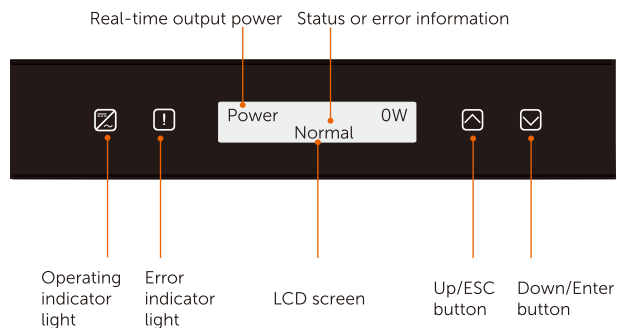 Real-time output power Status or error information
Power 0W
Normal
Operating indicator light
Error indicator light
LCD screen
Up/ESC button
Down/Enter button